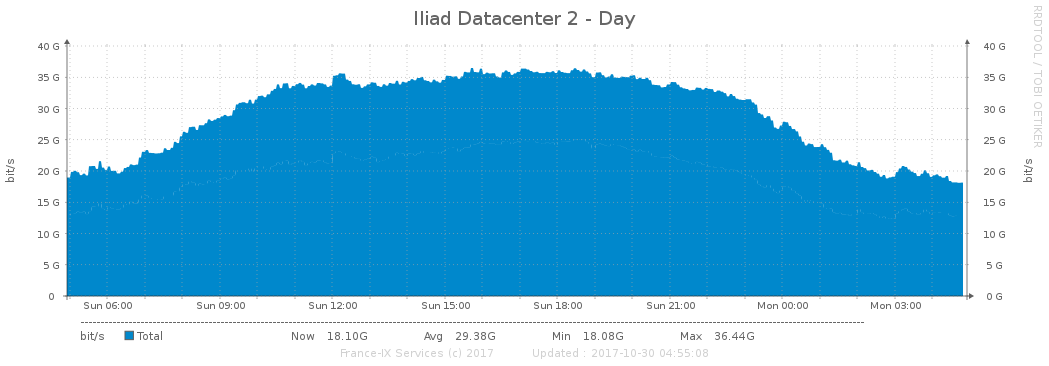 Iliad Datacenter 2 - Day
RRDTOOL / TOBI OETIKER
bit/s
40 G
35 G
30 G
25 G
20 G
15 G
10 G
5 G
0
40 G
35 G
30 G
25 G
20 G
15 G
10 G
5 G
0 G
bit/s
Sun 06:00 Sun 09:00 Sun 12:00 Sun 15:00 Sun 18:00 Sun 21:00 Mon 00:00 Mon 03:00
bit/s Total Now 18.10G Avg 29.38G Min 18.08G Max 36.44G
France-IX Services (c) 2017 Updated : 2017-10-30 04:55:08